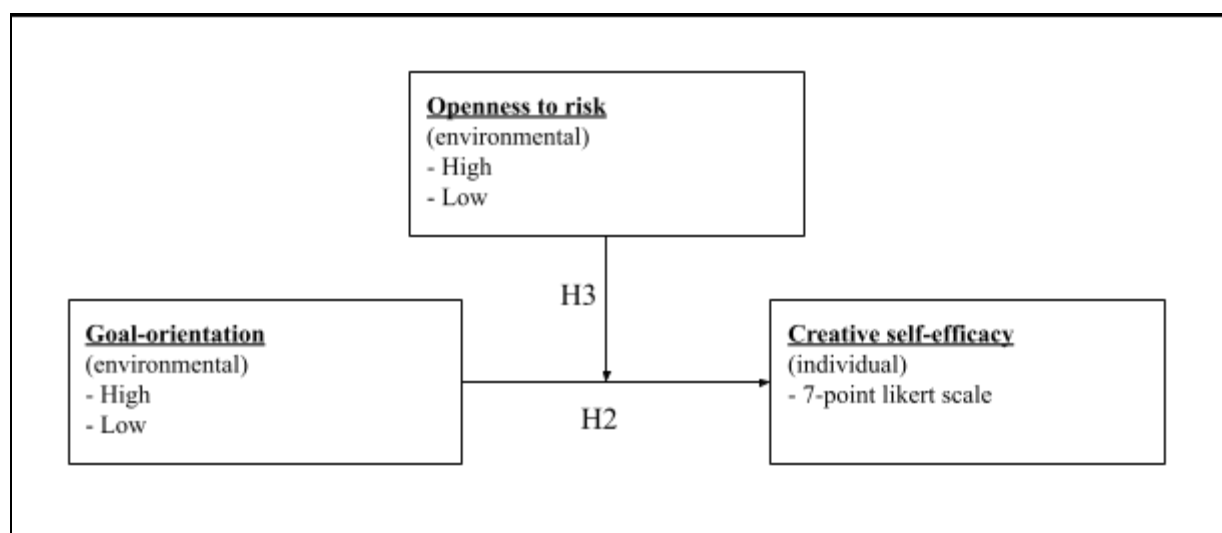 Openness to risk
(environmental)
- High
- Low
H3
Goal-orientation
(environmental)
- High
- Low
H2
Creative self-efficacy
(individual)
- 7-point likert scale